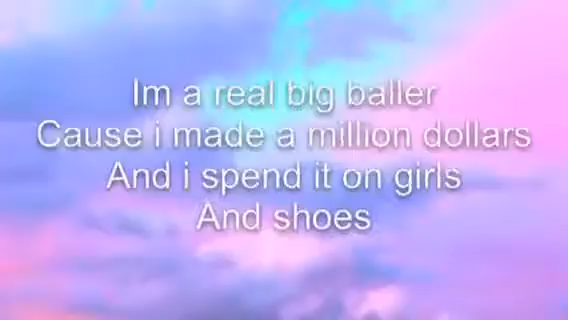 Im a real big baller
Cause i made a million dollars
And i spend it on girls
And shoes